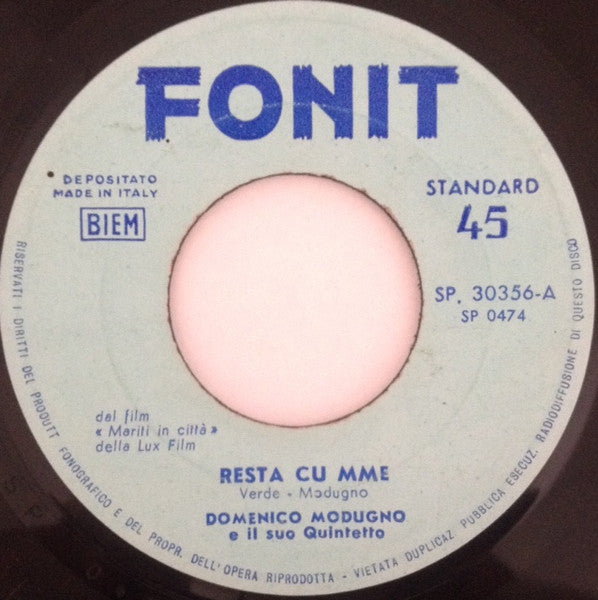 FONIT
DEPOSITATO
MADE IN ITALY
BIEM
STANDARD
45
SP. 30356-A
SP 0474
dal film
« Mariti in città »
della Lux Film
RESTA CU MME
Verde - Modugno
DOMENICO MODUGNO
e il suo Quintetto
RISERVATI I DIRITTI DEL PRODUTT FONOGRAFICO E DEL PROPR. DELL'OPERA RIPRODOTTA - VIETATA DUPLICAZ PUBBLICA ESECUZ. RADIODIFFUSIONE DI QUESTO DISCO